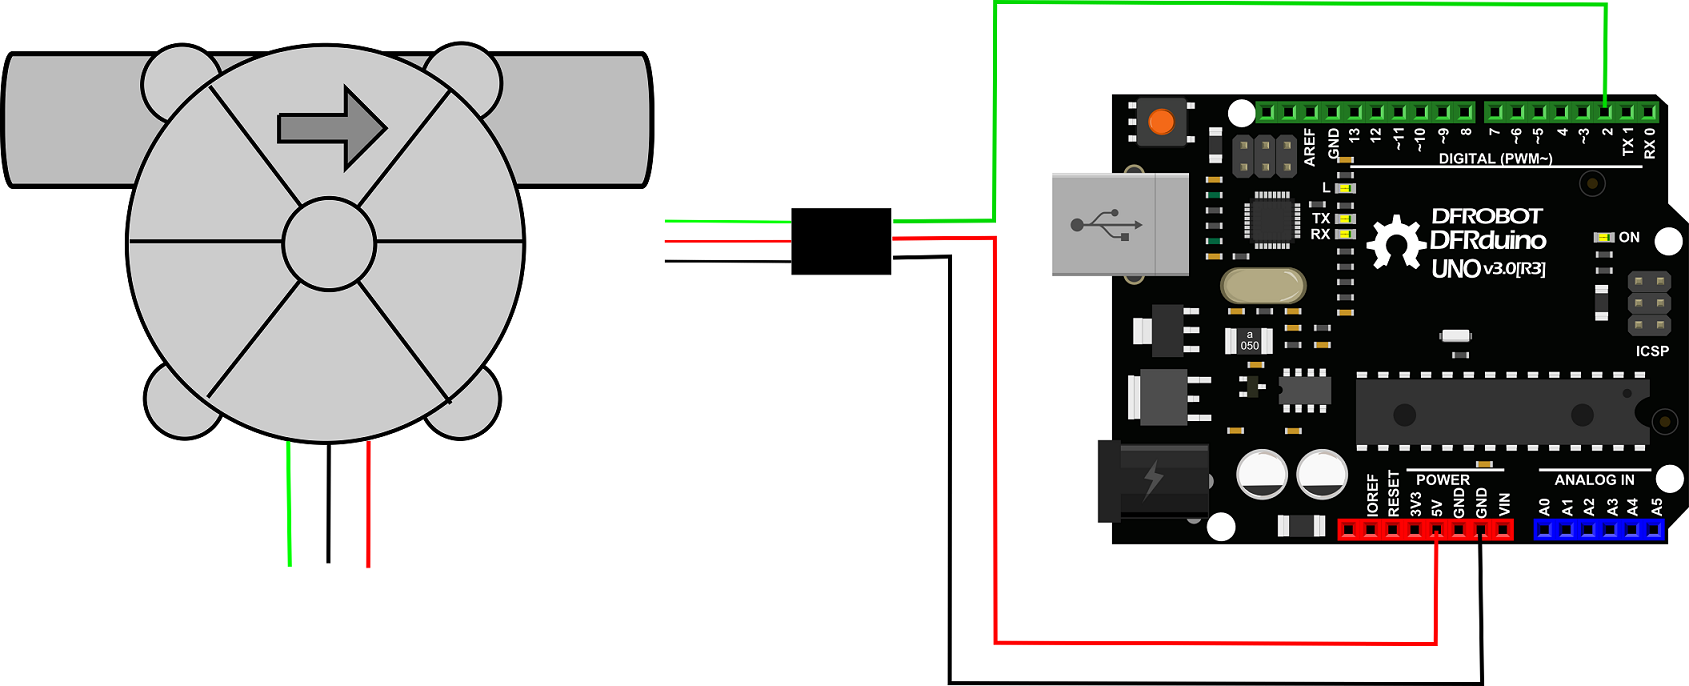 AREF
GND
13
12
~11
~10
~9
8
7
~6
~5
4
~3
2
TX 1
RX 0
DIGITAL (PWM~)
L
TX
RX
DFROBOT
DFRduino
UNO v3.0[R3]
ON
ICSP
a
050
POWER
ANALOG IN
IOREF
RESET
3V3
5V
GND
GND
VIN
A0
A1
A2
A3
A4
A5